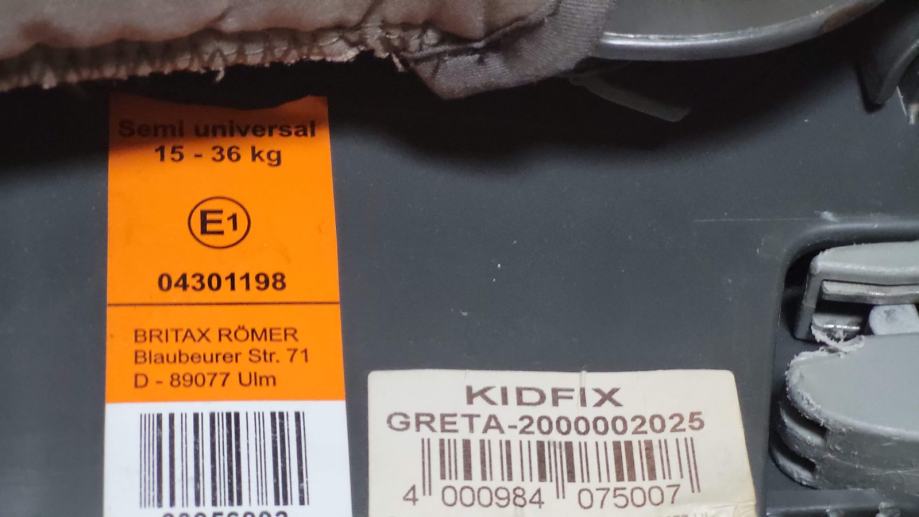 Semi universal
15 - 36 kg
E1
04301198
BRITAX RÖMER
Blaubeurer Str. 71
D - 89077 Ulm
KIDFIX
GRETA-2000002025
4 000984 075007